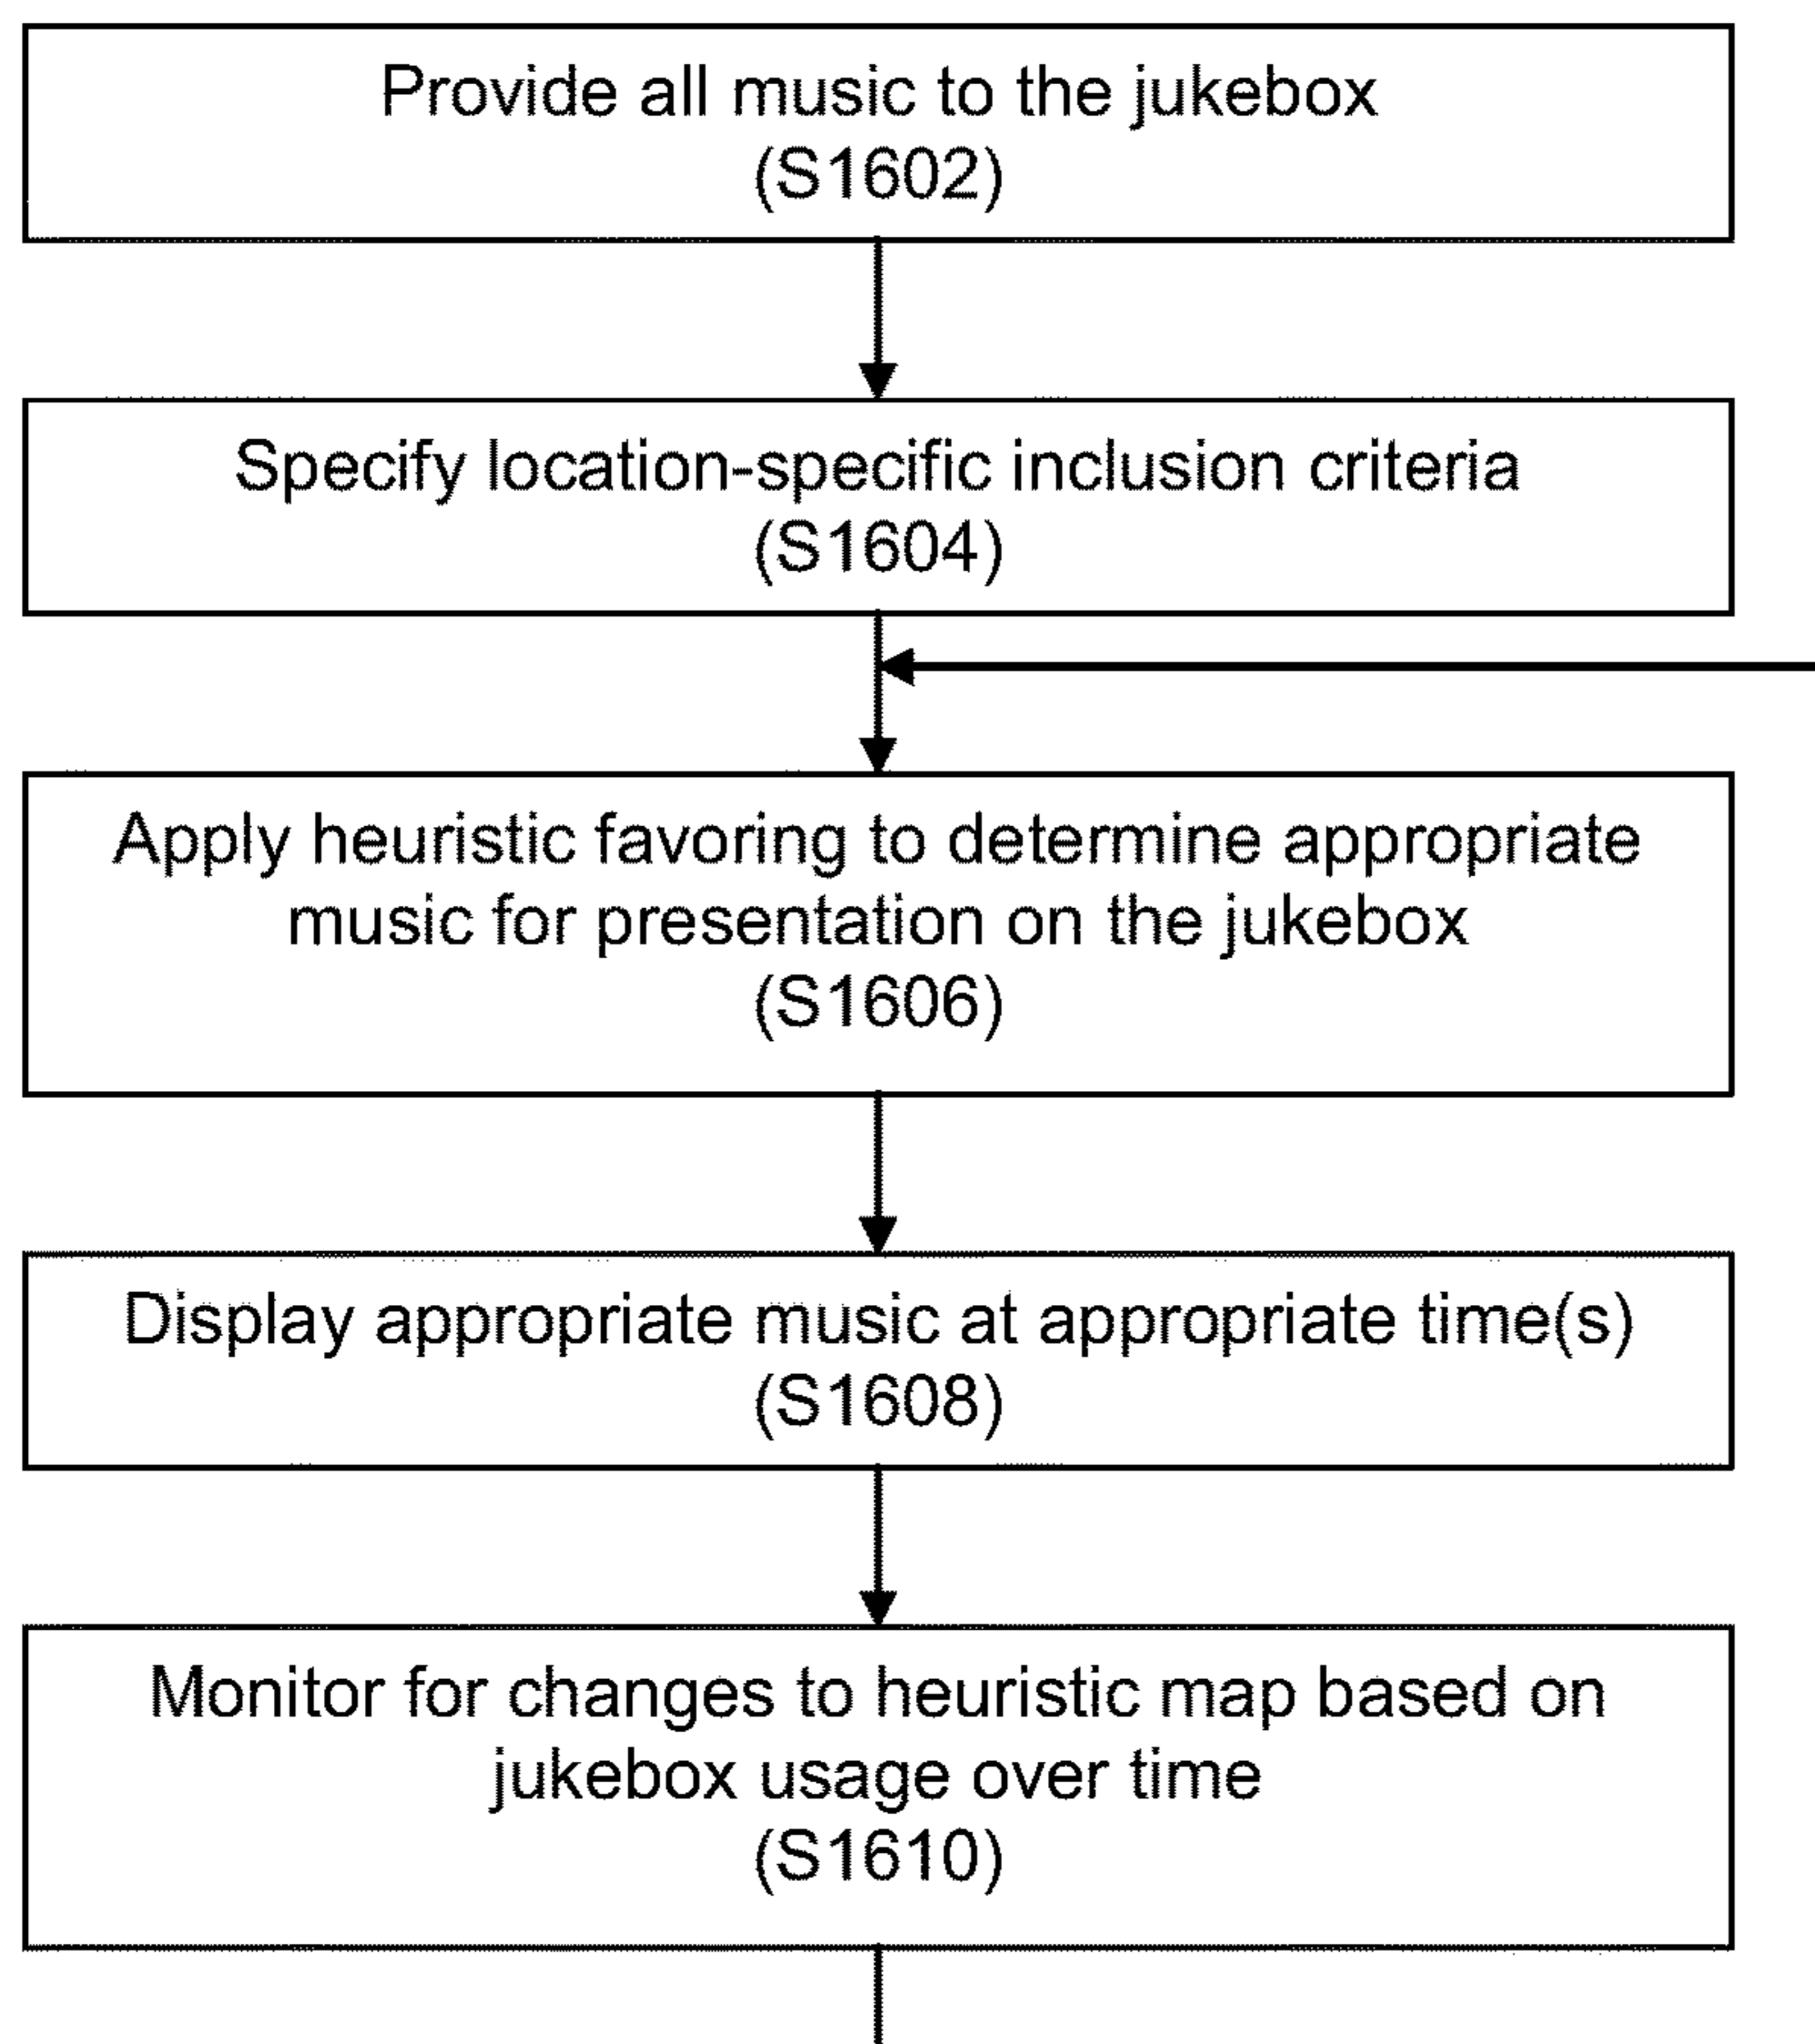 Provide all music to the jukebox
(S1602)
Specify location-specific inclusion criteria
(S1604)
Apply heuristic favoring to determine appropriate
music for presentation on the jukebox
(S1606)
Display appropriate music at appropriate time(s)
(S1608)
Monitor for changes to heuristic map based on
jukebox usage over time
(S1610)